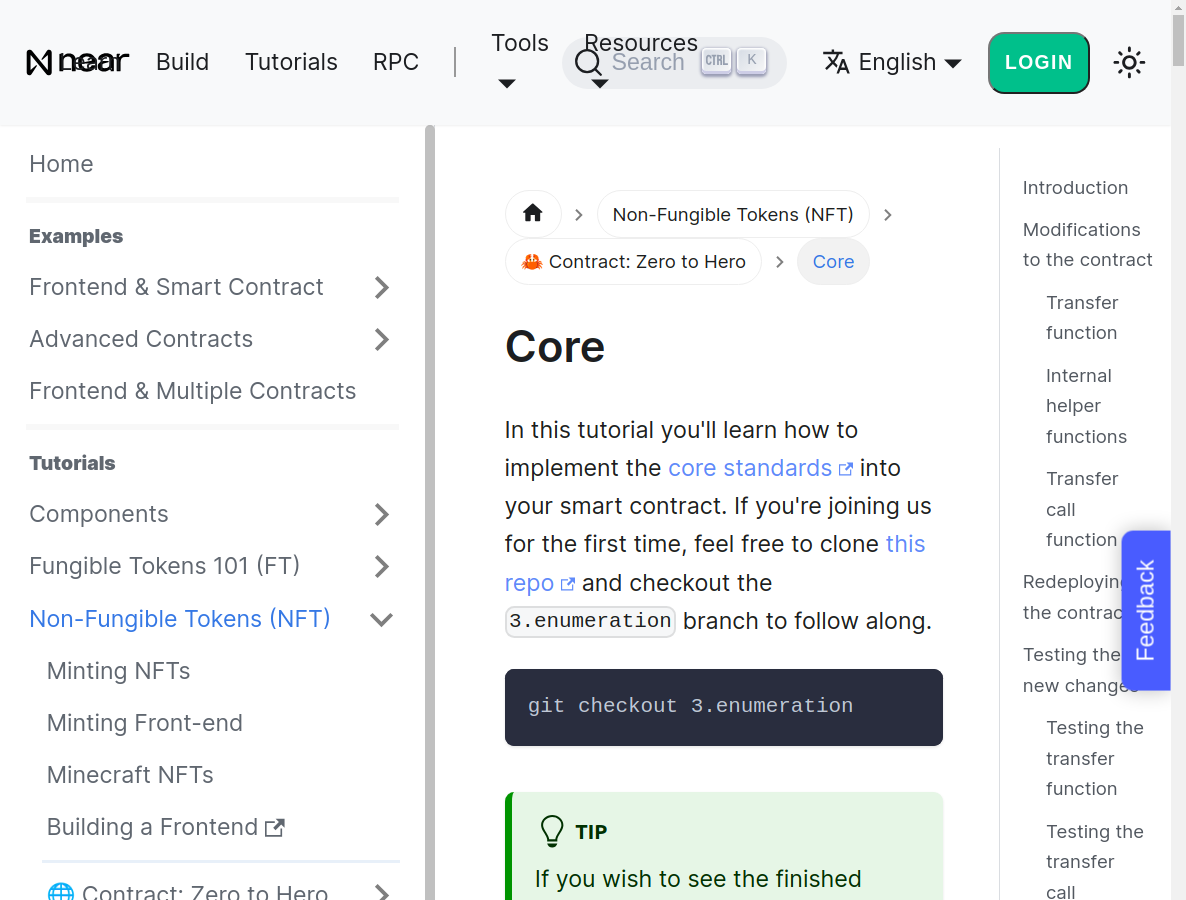 near
Learn
Build
Tutorials
RPC
Tools
Resources
Search
CTRL
K
English
LOGIN
Home
Examples
Frontend & Smart Contract
Advanced Contracts
Frontend & Multiple Contracts
Tutorials
Components
Fungible Tokens 101 (FT)
Non-Fungible Tokens (NFT)
Minting NFTs
Minting Front-end
Minecraft NFTs
Building a Frontend
Contract: Zero to Hero
Non-Fungible Tokens (NFT)
Contract: Zero to Hero
Core
Core
In this tutorial you'll learn how to
implement the core standards into
your smart contract. If you're joining us
for the first time, feel free to clone this
repo and checkout the
3.enumeration branch to follow along.
git checkout 3.enumeration
TIP
If you wish to see the finished
Introduction
Modifications
to the contract
Transfer
function
Internal
helper
functions
Transfer
call
function
Redeploying
the contract
Testing the
new changes
Testing the
transfer
function
Testing the
transfer
call
Feedback